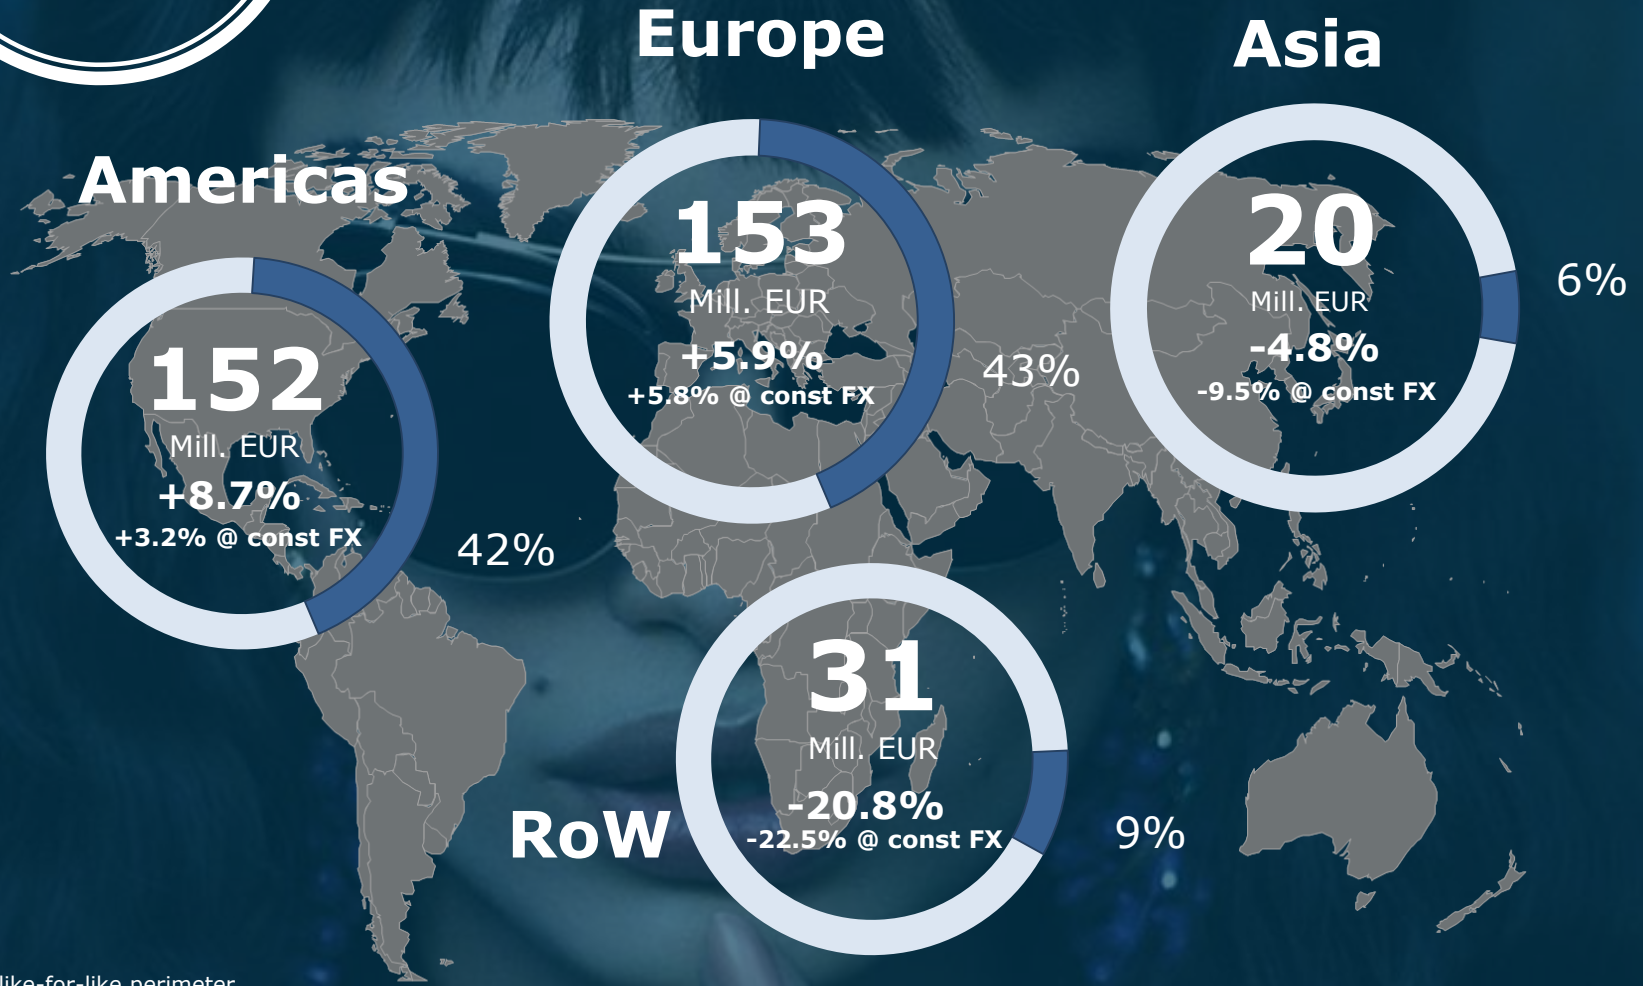 Europe
Asia
Americas
153
Mill. EUR
+5.9%
+5.8% @ const FX
43%
20
Mill. EUR
-4.8%
-9.5% @ const FX
6%
152
Mill. EUR
+8.7%
+3.2% @ const FX
42%
31
Mill. EUR
-20.8%
-22.5% @ const FX
RoW
9%
like-for-like perimeter